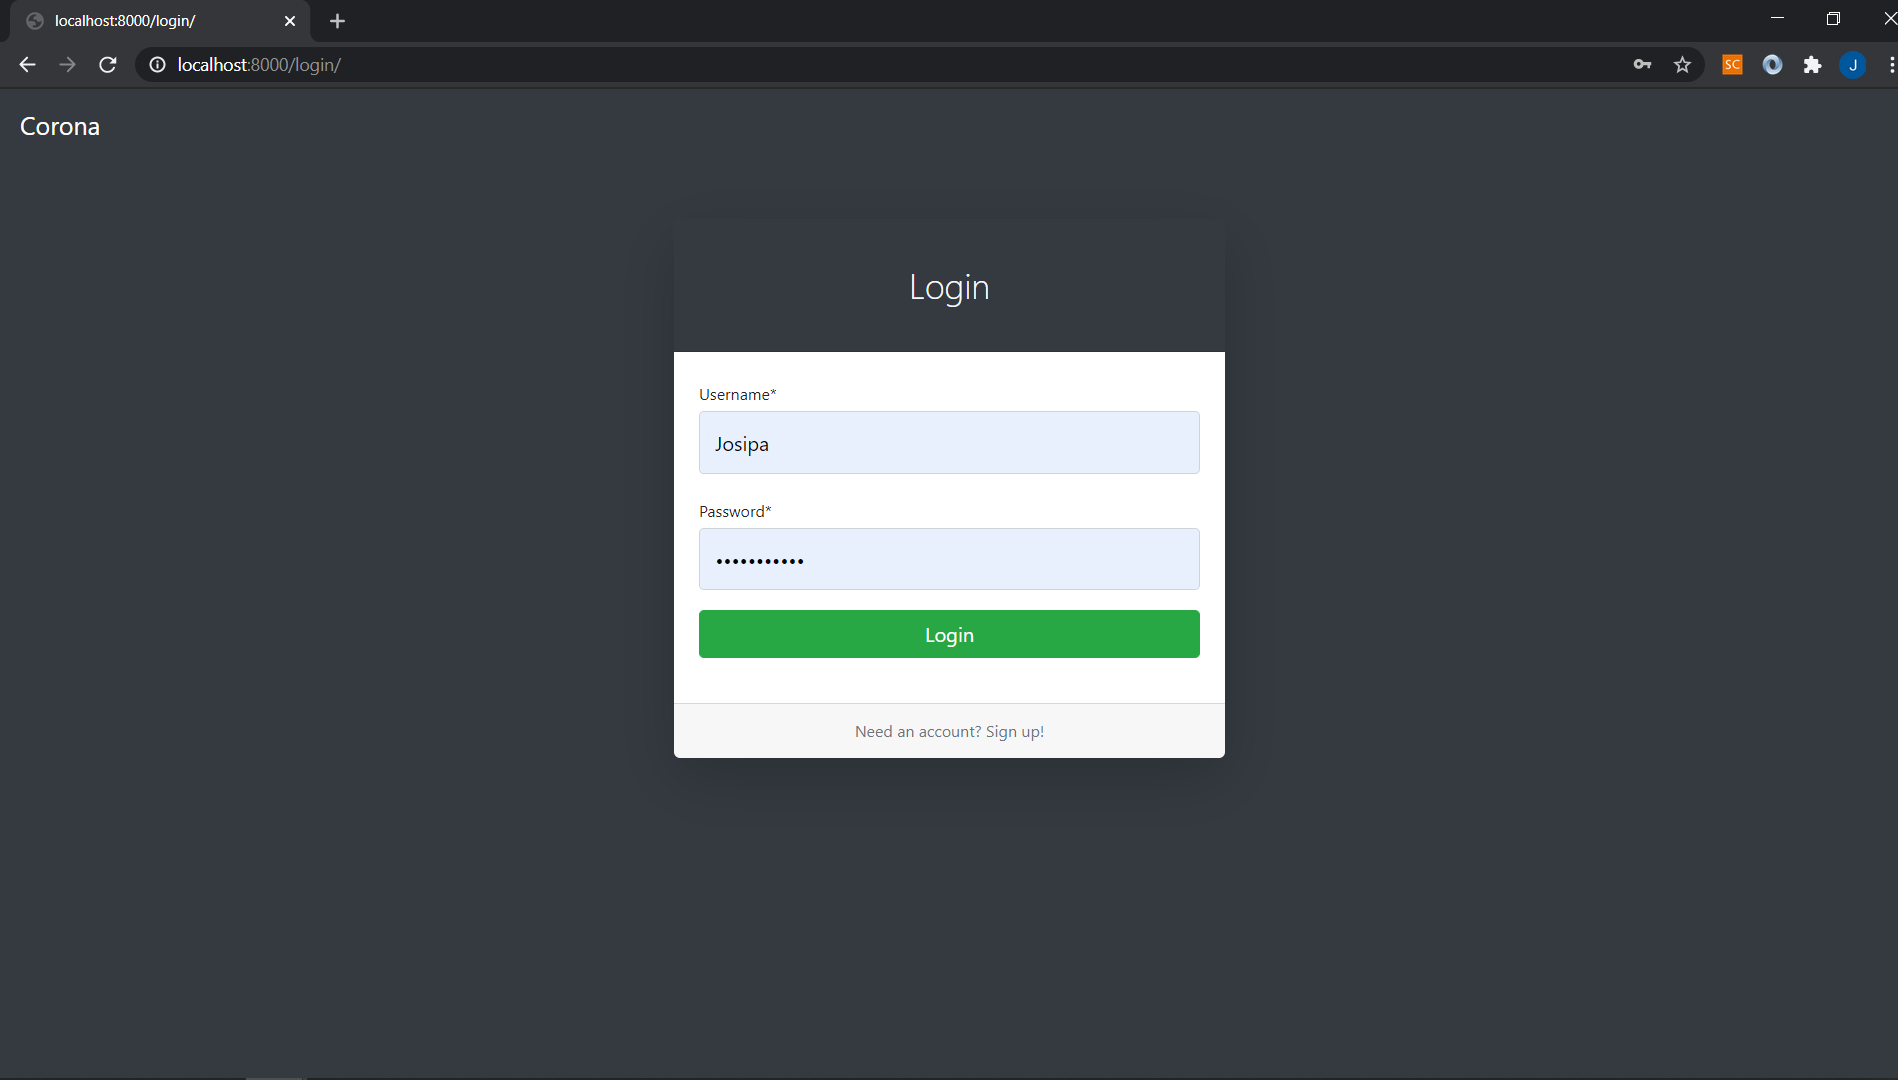 localhost:8000/login/
localhost:8000/login/
SC
J
Corona
Login
Username*
Josipa
Password*
•••••••••••
Login
Need an account? Sign up!